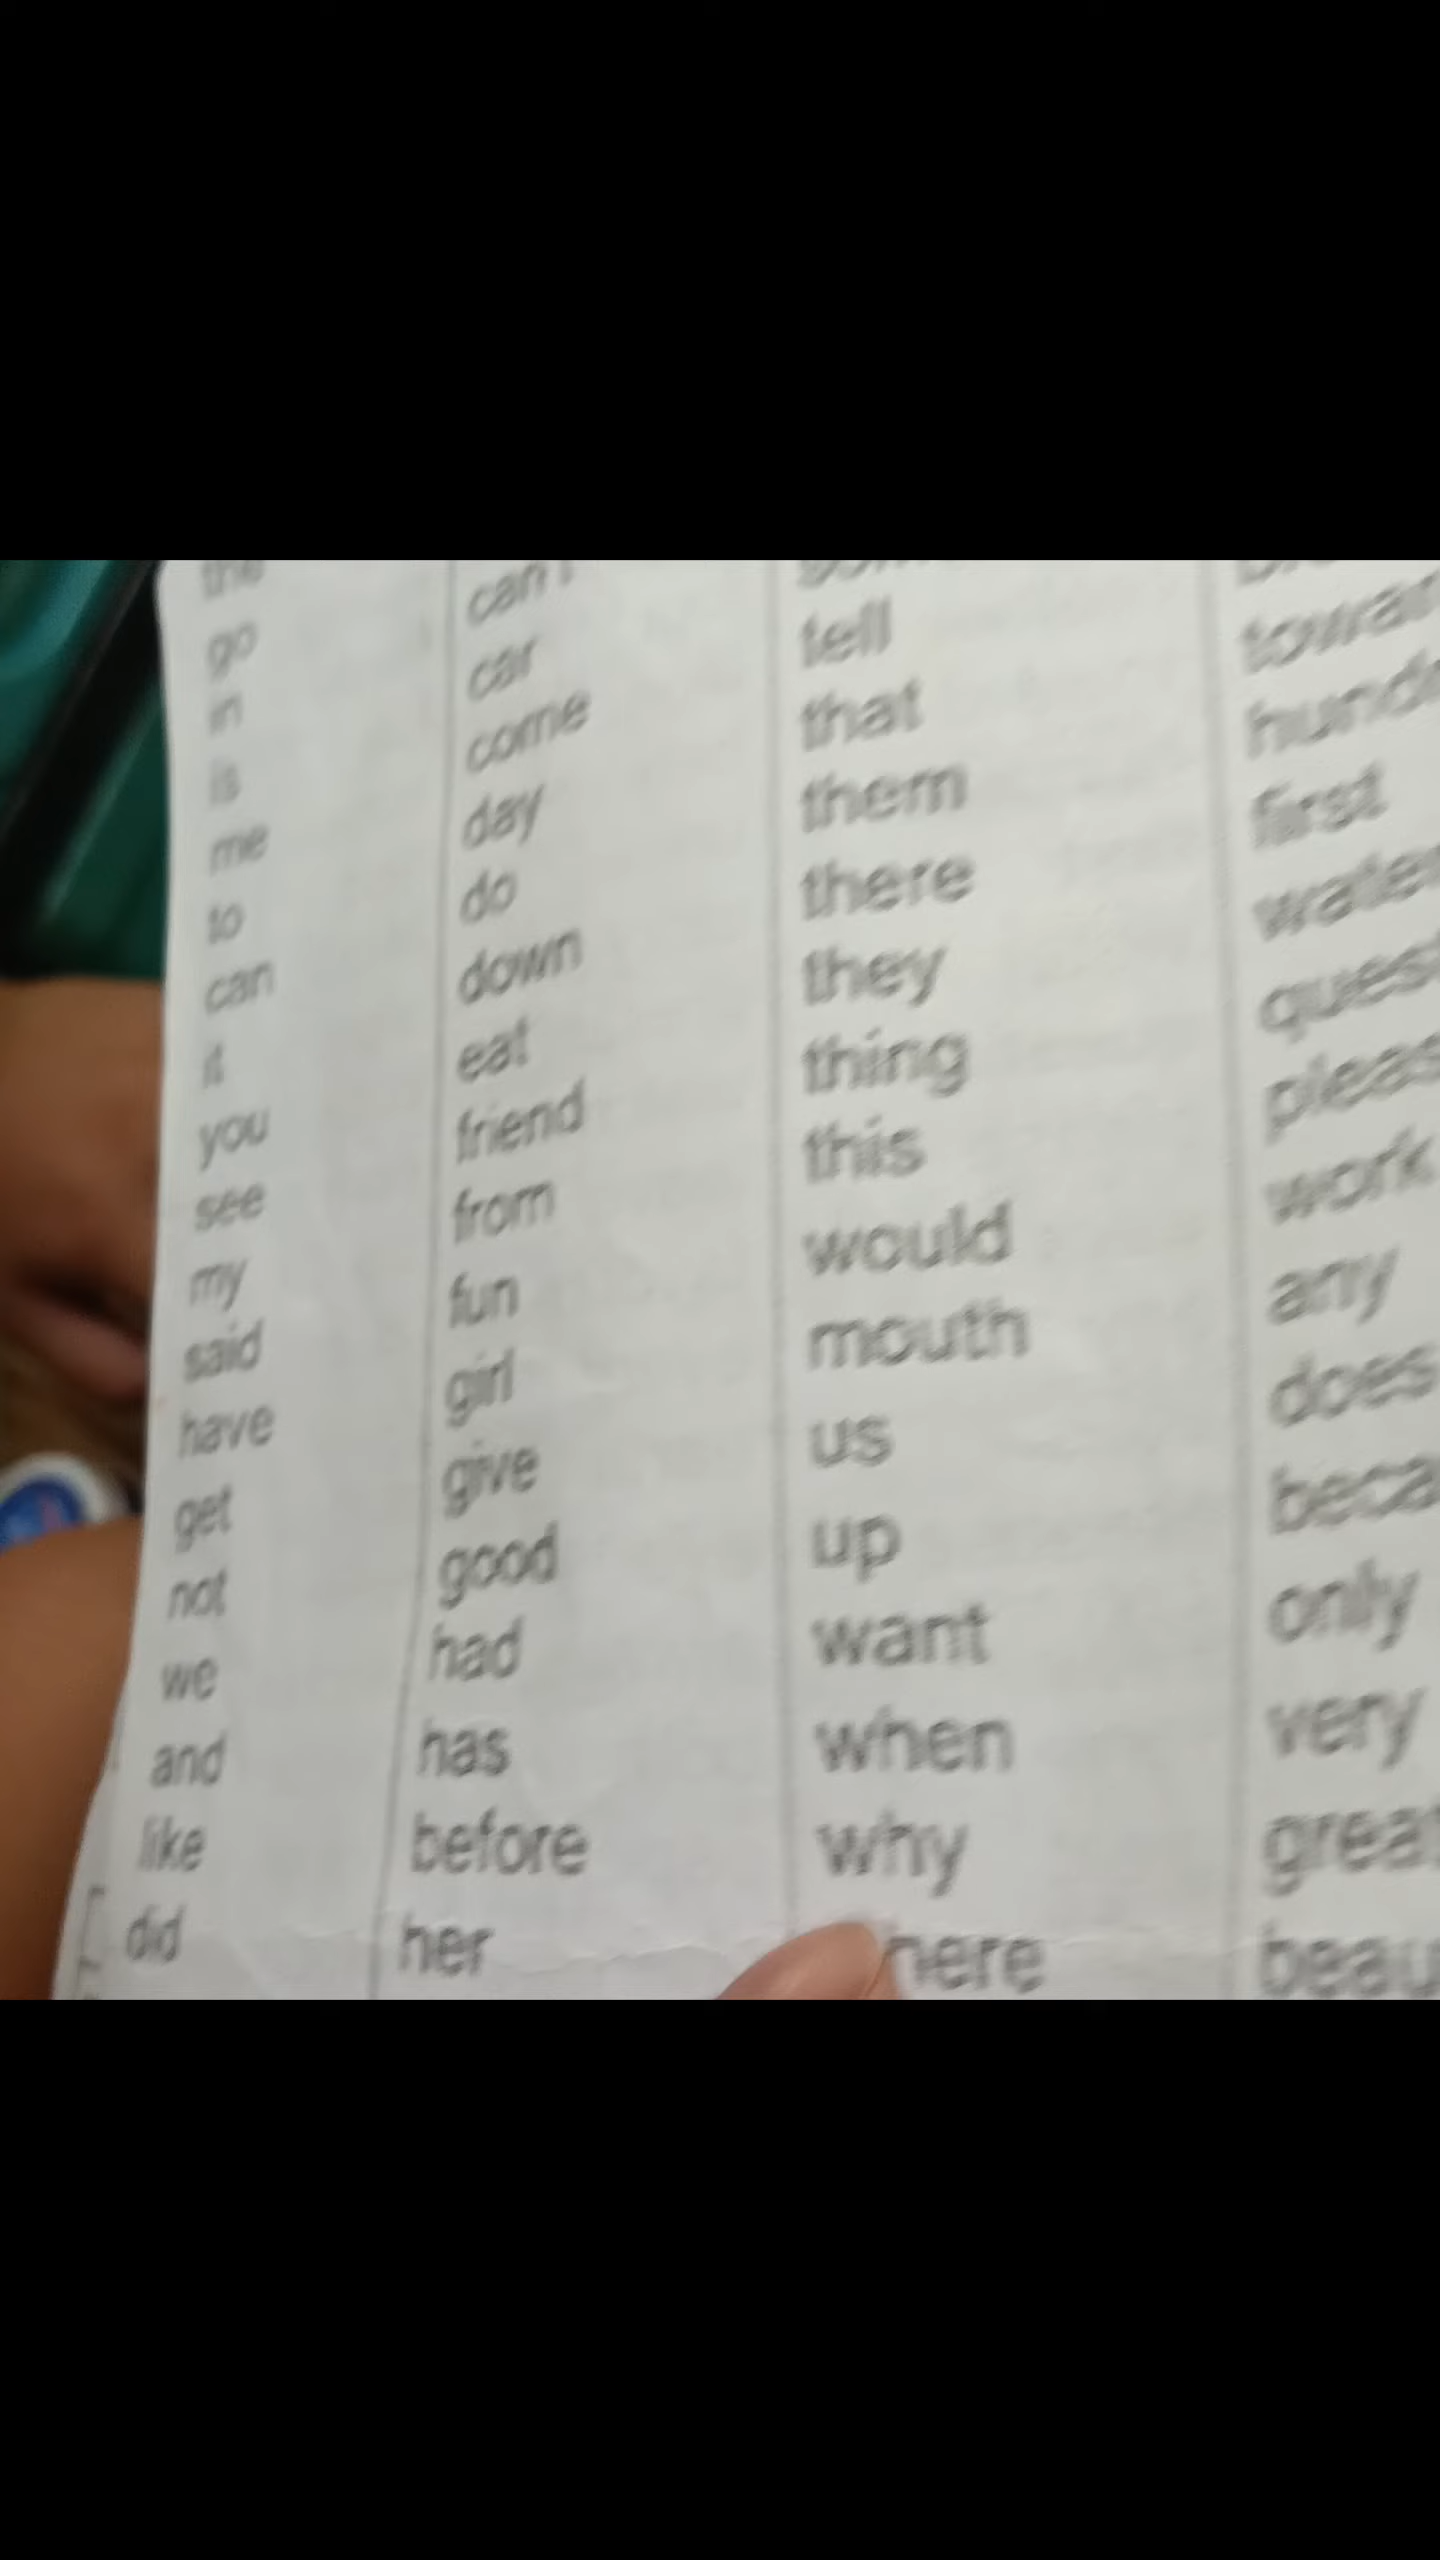 the can't
go car tell
in come that
is day them first
me do there
to down they
can eat thing
it friend this work
you from would any
see fun mouth does
my girl us
said give up only
have good want very
get had when
not has why
we before
and her
like
did